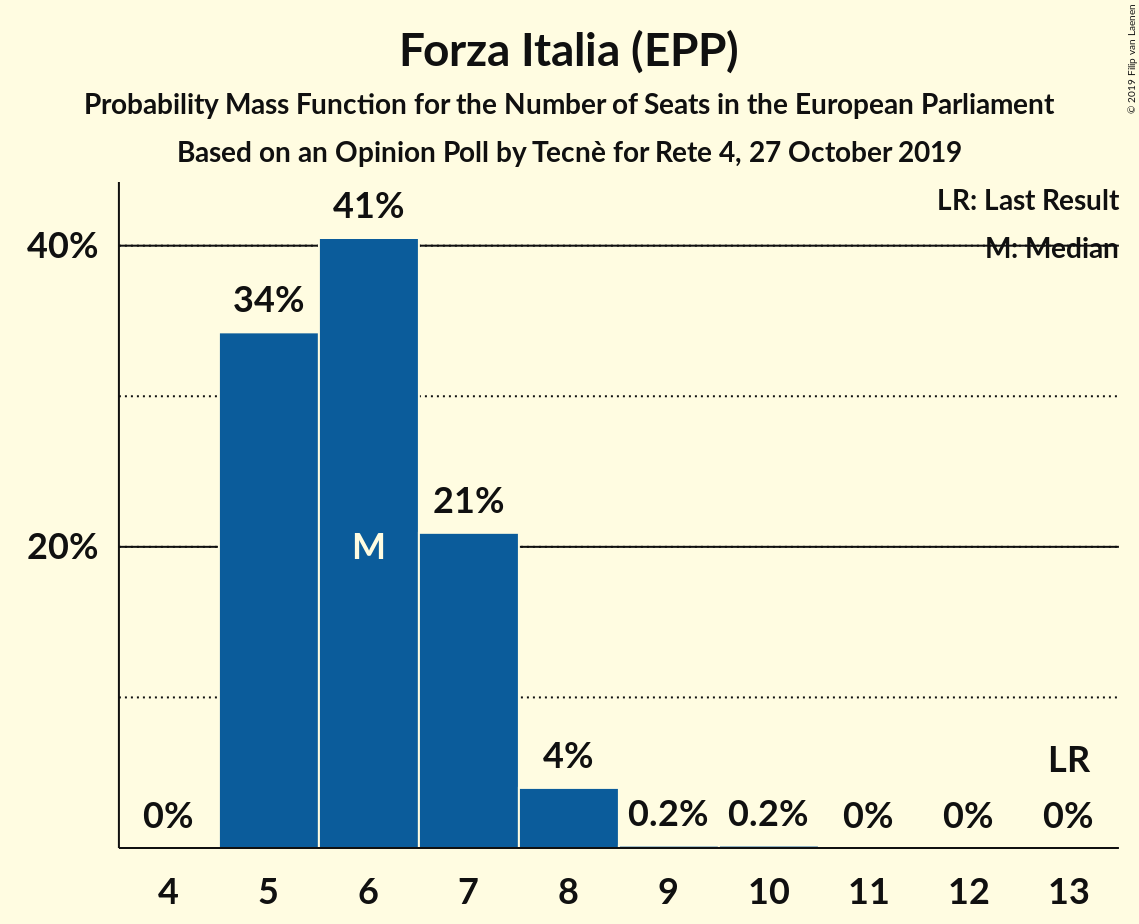 Forza Italia (EPP)
Probability Mass Function for the Number of Seats in the European Parliament
Based on an Opinion Poll by Tecnè for Rete 4, 27 October 2019
© 2019 Filip van Laenen
LR: Last Result
M: Median
40%
20%
0%
34%
41%
M
21%
4%
0.2%
0.2%
0%
0%
LR
0%
4 5 6 7 8 9 10 11 12 13